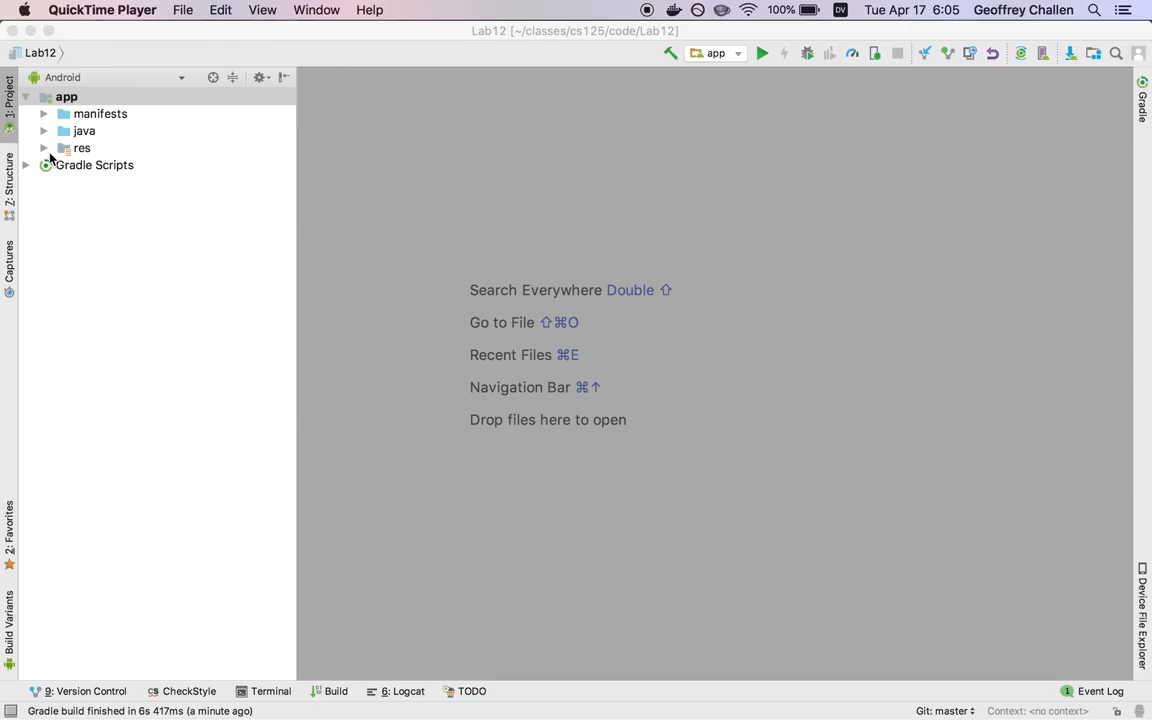 QuickTime Player File Edit View Window Help 100% DV Tue Apr 17 6:05 Geoffrey Challen
Lab12 [~/classes/cs125/code/Lab12]
Lab12 app
1: Project
Android
app
manifests
java
res
Gradle Scripts
Z: Structure
Captures
2: Favorites
Build Variants
Search Everywhere Double ⇧
Go to File ⇧⌘O
Recent Files ⌘E
Navigation Bar ⌘↑
Drop files here to open
Gradle
Device File Explorer
9: Version Control CS CheckStyle Terminal Build 6: Logcat TODO 1 Event Log
Gradle build finished in 6s 417ms (a minute ago) Git: master Context: <no context>